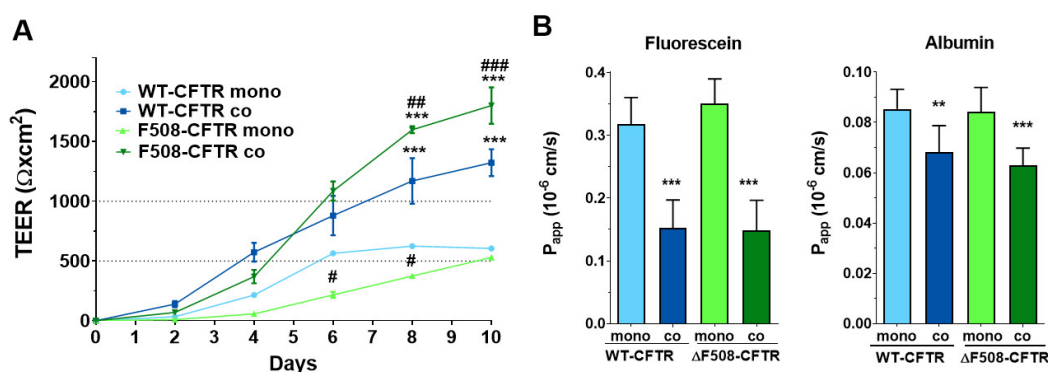 A
TEER (Ωxcm2)
2000
1500
1000
500
0
WT-CFTR mono
WT-CFTR co
F508-CFTR mono
F508-CFTR co
###
***
##
***
***
***
#
#
0 1 2 3 4 5 6 7 8 9 10
Days
B
Fluorescein
Papp (10-6 cm/s)
0.4
0.3
0.2
0.1
0.0
***
***
mono co mono co
WT-CFTR ΔF508-CFTR
Albumin
Papp (10-6 cm/s)
0.10
0.08
0.06
0.04
0.02
0.00
**
***
mono co mono co
WT-CFTR ΔF508-CFTR